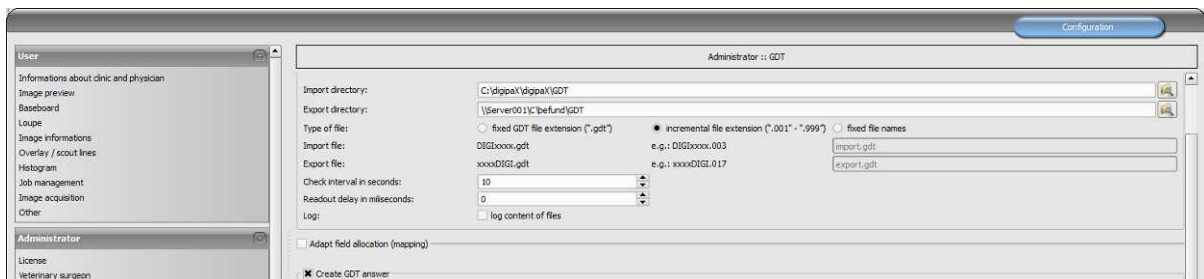 Configuration
User
Informations about clinic and physician
Image preview
Baseboard
Loupe
Image informations
Overlay / scout lines
Histogram
Job management
Image acquisition
Other
Administrator
License
Veterinary surgeon
Administrator :: GDT
Import directory: C:\digipaX\digipaX\GDT
Export directory: \\Server001\C\befund\GDT
Type of file: fixed GDT file extension (".gdt") incremental file extension (".001" - ".999") fixed file names
Import file: DIGIxxxx.gdt e.g.: DIGIxxxx.003 import.gdt
Export file: xxxxDIGI.gdt e.g.: xxxxDIGI.017 export.gdt
Check interval in seconds: 10
Readout delay in miliseconds: 0
Log: log content of files
Adapt field allocation (mapping)
Create GDT answer